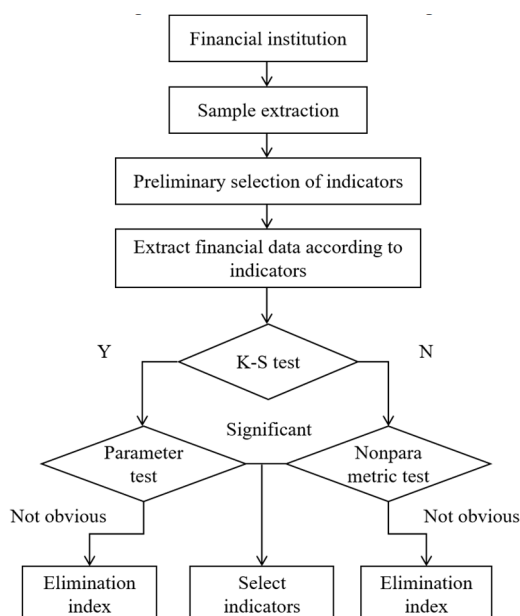 Financial institution
Sample extraction
Preliminary selection of indicators
Extract financial data according to
indicators
Y
N
K-S test
Significant
Parameter
test
Nonpara
metric test
Not obvious
Not obvious
Elimination
index
Select
indicators
Elimination
index